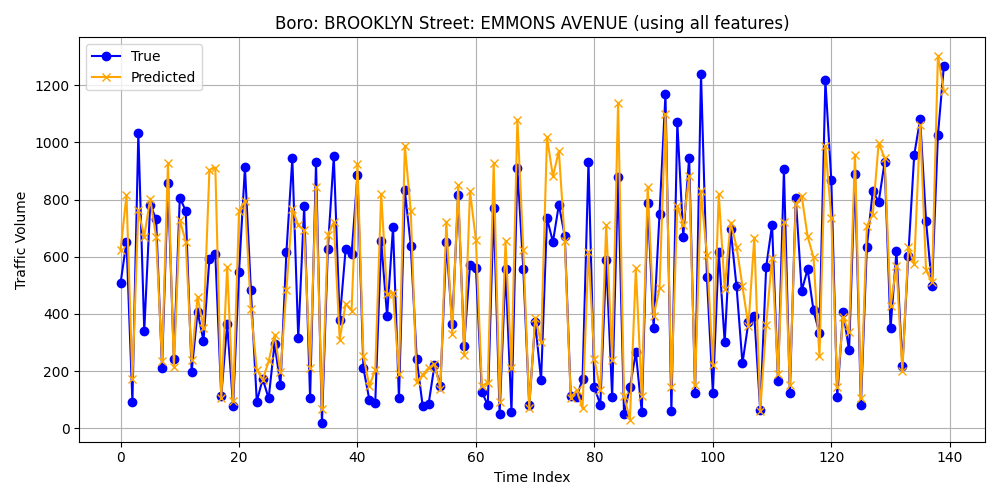 Boro: BROOKLYN Street: EMMONS AVENUE (using all features)
True
Predicted
Traffic Volume
1200
1000
800
600
400
200
0
0 20 40 60 80 100 120 140
Time Index